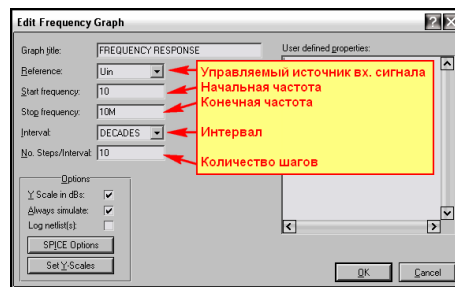 Edit Frequency Graph
Graph title: FREQUENCY RESPONSE
User defined properties:
Reference: Uin
Управляемый источник вх. сигнала
Start frequency: 10
Начальная частота
Stop frequency: 10M
Конечная частота
Interval: DECADES
Интервал
No. Steps/Interval: 10
Количество шагов
Options
Y Scale in dBs:
Always simulate:
Log netlist(s):
SPICE Options
Set Y-Scales
OK
Cancel